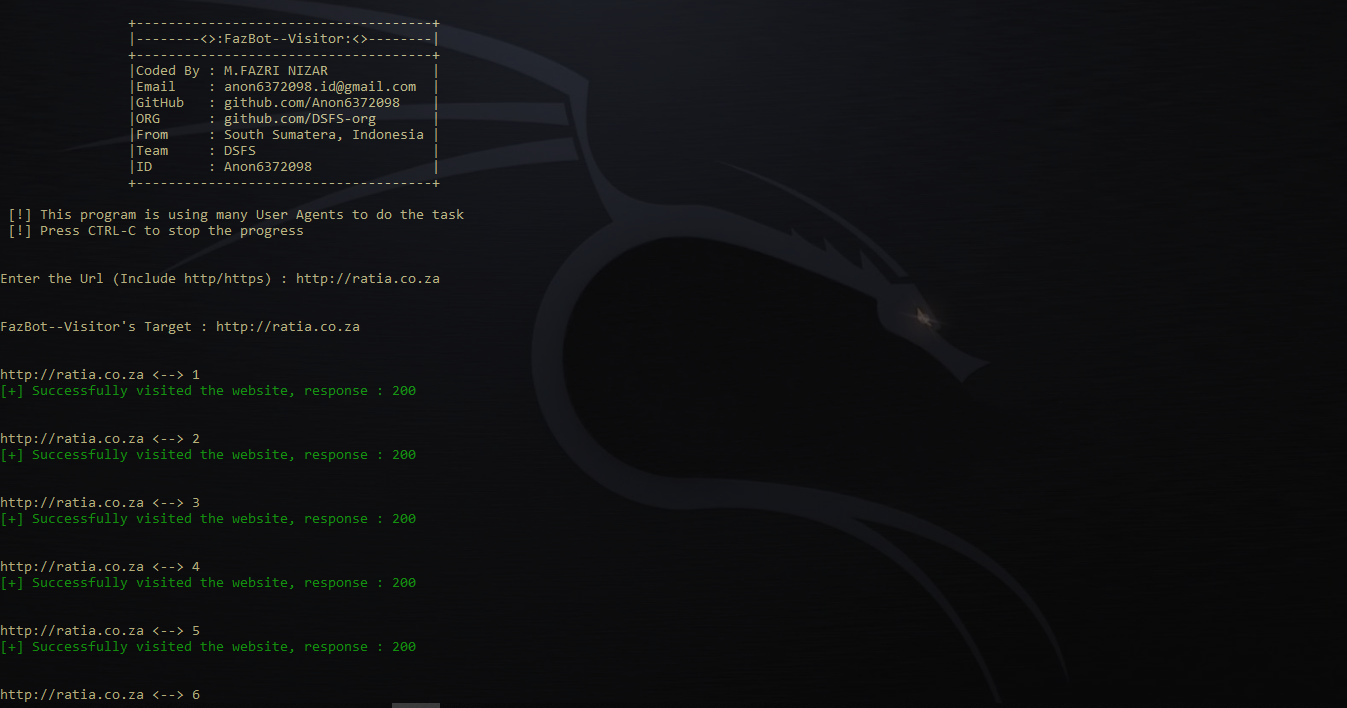 +-------------------------------------+
|--------<>:FazBot--Visitor:<>--------|
+-------------------------------------+
|Coded By : M.FAZRI NIZAR             |
|Email    : anon6372098.id@gmail.com  |
|GitHub   : github.com/Anon6372098    |
|ORG      : github.com/DSFS-org       |
|From     : South Sumatera, Indonesia |
|Team     : DSFS                      |
|ID       : Anon6372098               |
+-------------------------------------+
[!] This program is using many User Agents to do the task
[!] Press CTRL-C to stop the progress
Enter the Url (Include http/https) : http://ratia.co.za
FazBot--Visitor's Target : http://ratia.co.za
http://ratia.co.za <--> 1
[+] Successfully visited the website, response : 200
http://ratia.co.za <--> 2
[+] Successfully visited the website, response : 200
http://ratia.co.za <--> 3
[+] Successfully visited the website, response : 200
http://ratia.co.za <--> 4
[+] Successfully visited the website, response : 200
http://ratia.co.za <--> 5
[+] Successfully visited the website, response : 200
http://ratia.co.za <--> 6